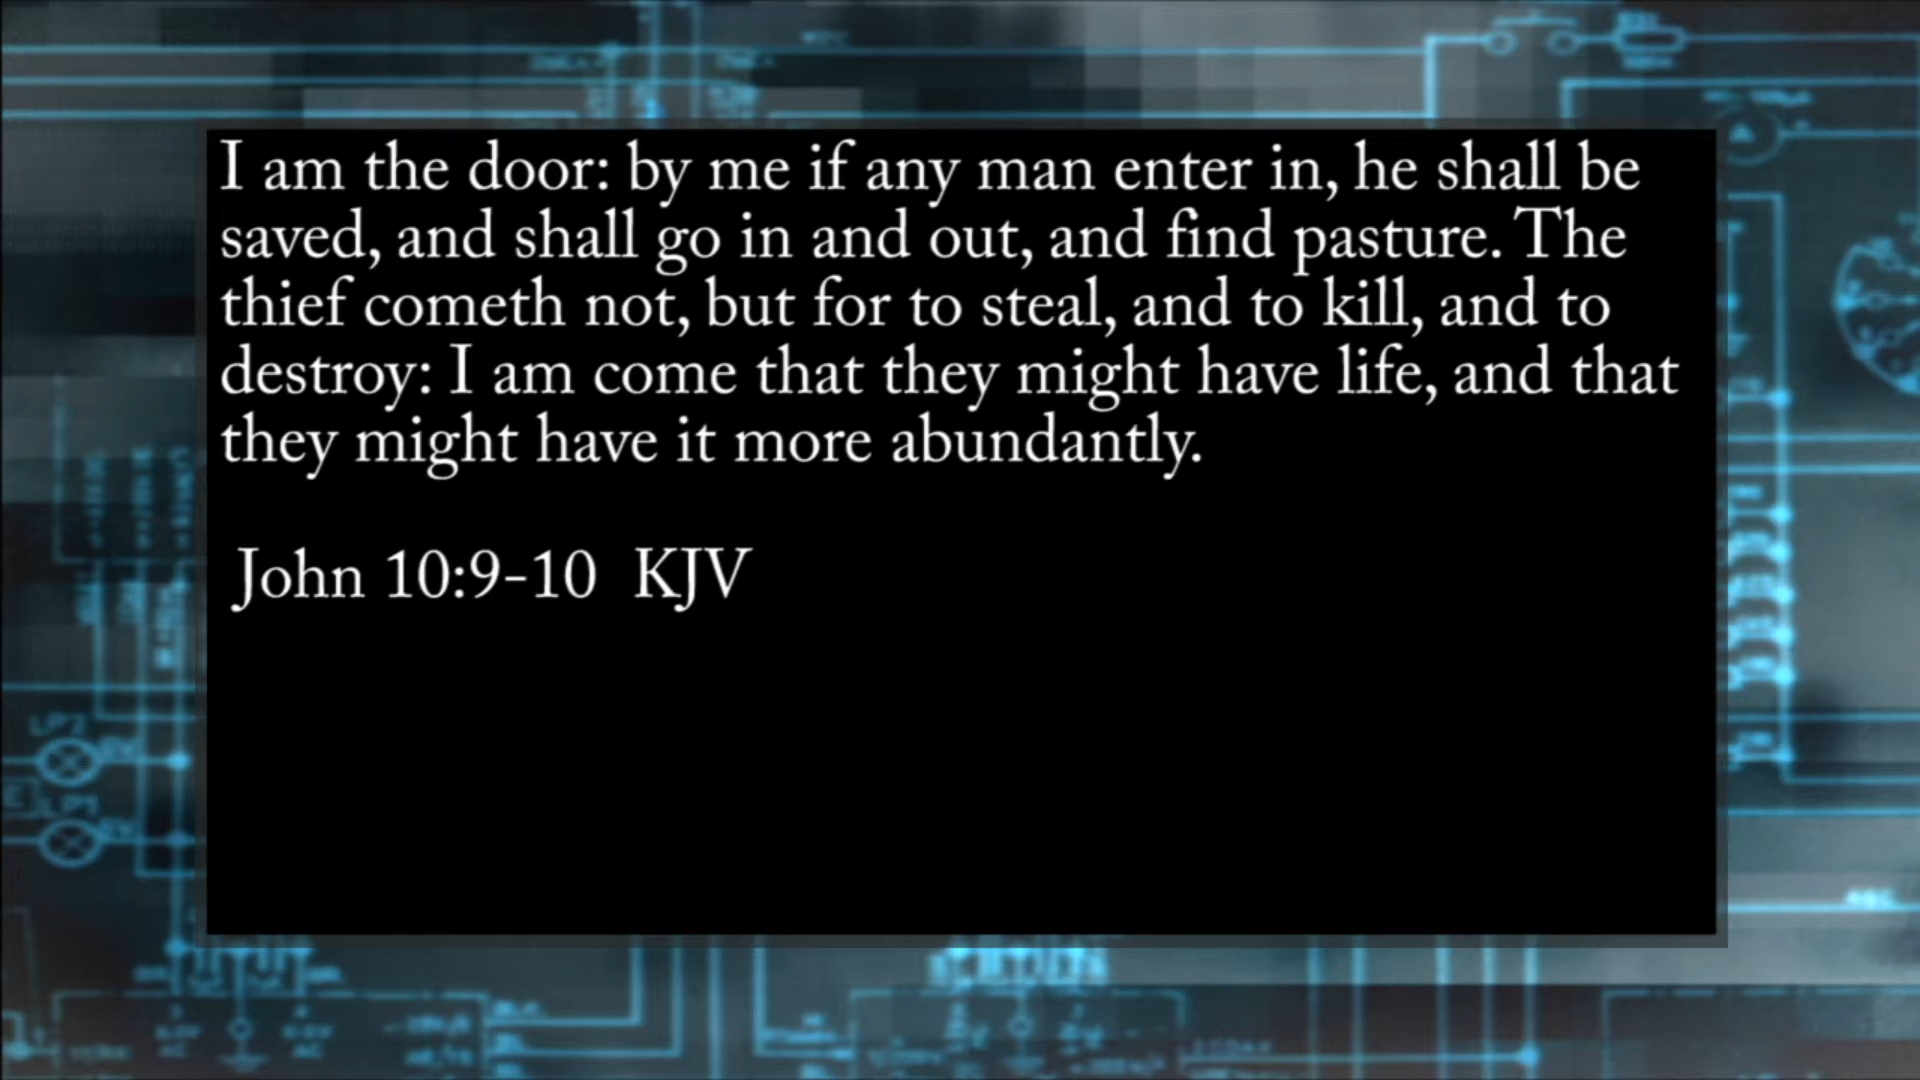 I am the door: by me if any man enter in, he shall be
saved, and shall go in and out, and find pasture. The
thief cometh not, but for to steal, and to kill, and to
destroy: I am come that they might have life, and that
they might have it more abundantly.
John 10:9-10 KJV
LP2